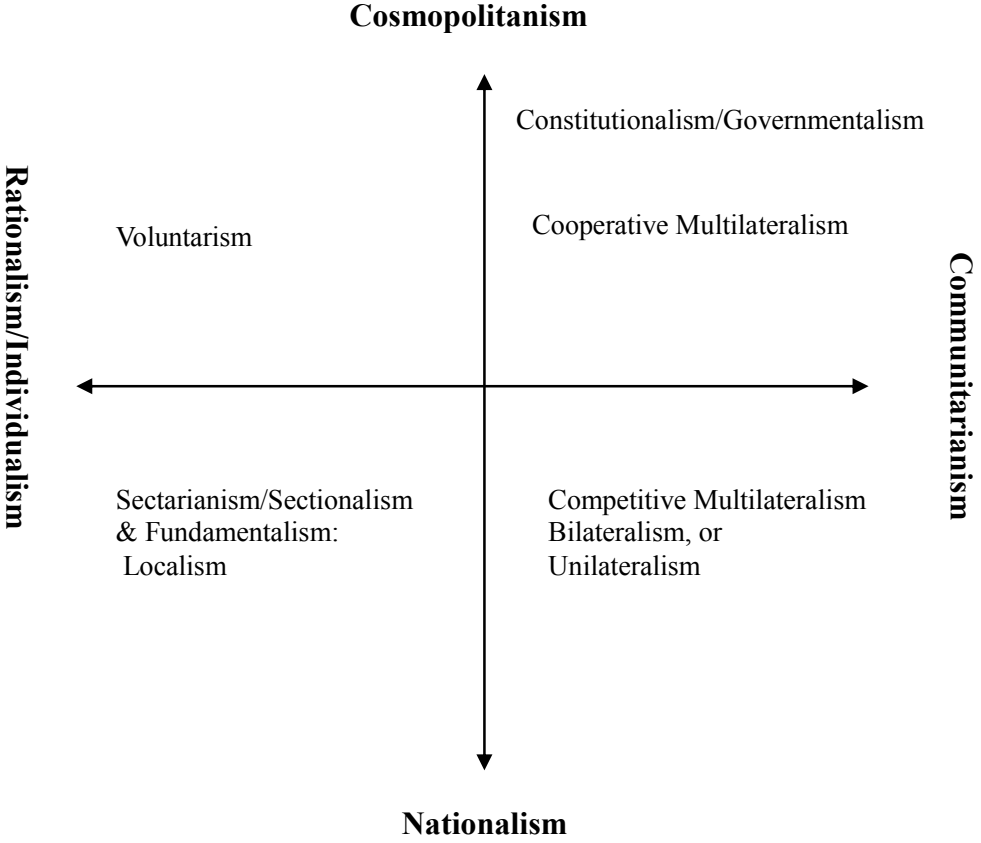 Cosmopolitanism
Constitutionalism/Governmentalism
Rationalism/Individualism
Voluntarism
Cooperative Multilateralism
Communitarianism
Sectarianism/Sectionalism
& Fundamentalism:
Localism
Competitive Multilateralism
Bilateralism, or
Unilateralism
Nationalism